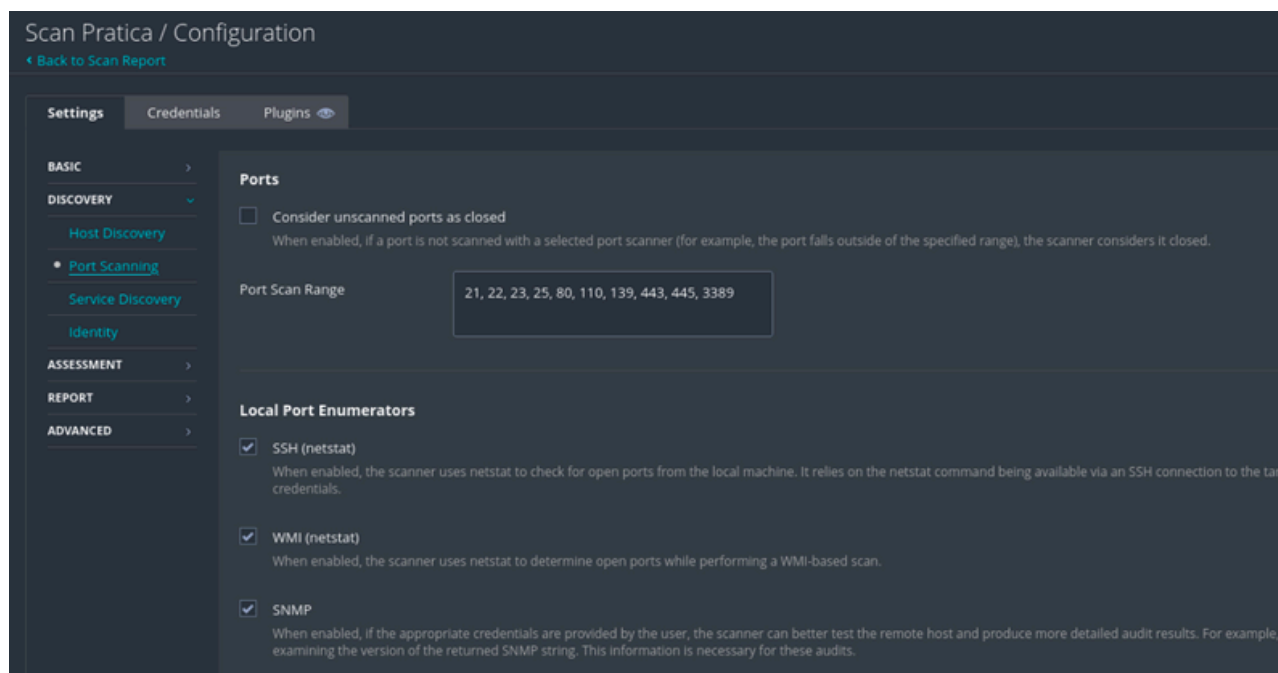 Scan Pratica / Configuration
Back to Scan Report
Settings Credentials Plugins
BASIC
DISCOVERY
Host Discovery
Port Scanning
Service Discovery
Identity
ASSESSMENT
REPORT
ADVANCED
Ports
Consider unscanned ports as closed
When enabled, if a port is not scanned with a selected port scanner (for example, the port falls outside of the specified range), the scanner considers it closed.
Port Scan Range
21, 22, 23, 25, 80, 110, 139, 443, 445, 3389
Local Port Enumerators
SSH (netstat)
When enabled, the scanner uses netstat to check for open ports from the local machine. It relies on the netstat command being available via an SSH connection to the
credentials.
WMI (netstat)
When enabled, the scanner uses netstat to determine open ports while performing a WMI-based scan.
SNMP
When enabled, if the appropriate credentials are provided by the user, the scanner can better test the remote host and produce more detailed audit results. For example,
examining the version of the returned SNMP string. This information is necessary for these audits.